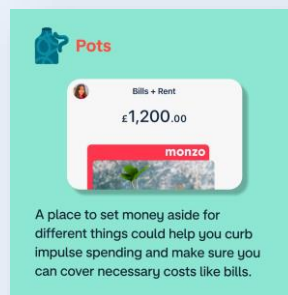 Pots
Bills + Rent
£1,200.00
monzo
A place to set money aside for
different things could help you curb
impulse spending and make sure you
can cover necessary costs like bills.